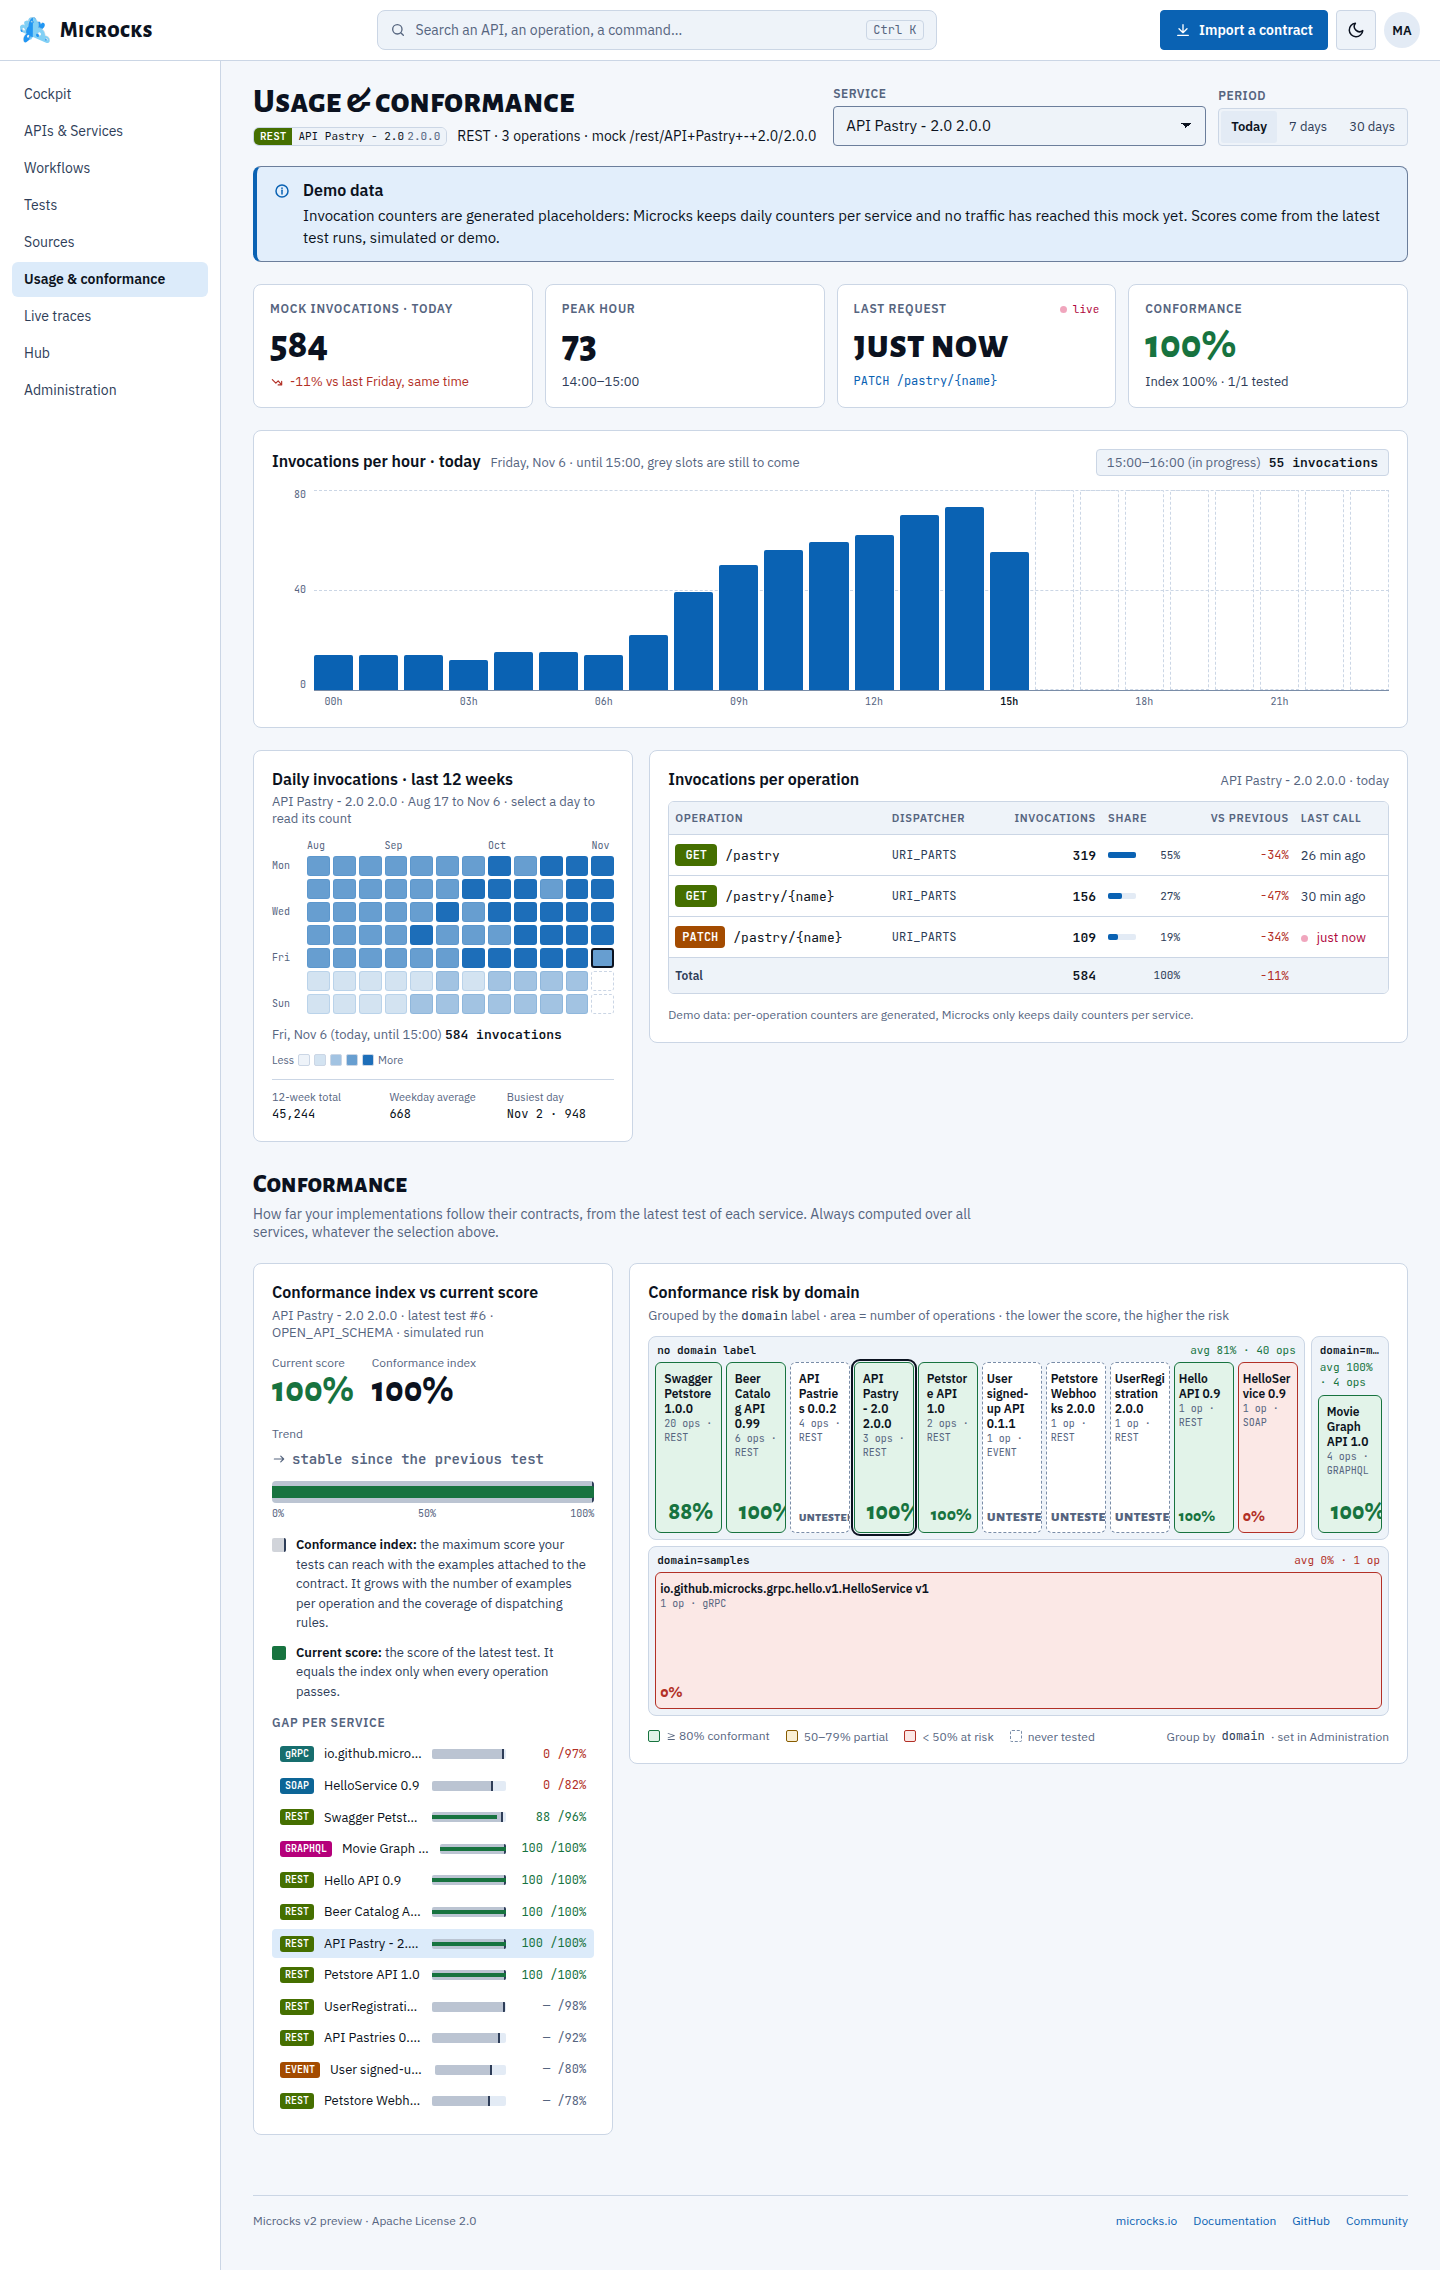 Microcks
Search an API, an operation, a command...
Ctrl K
Import a contract
MA
Cockpit
APIs & Services
Workflows
Tests
Sources
Usage & conformance
Live traces
Hub
Administration
Usage & conformance
REST API Pastry - 2.0 2.0.0 REST · 3 operations · mock /rest/API+Pastry+-+2.0/2.0.0
SERVICE
API Pastry - 2.0 2.0.0
PERIOD
Today 7 days 30 days
Demo data
Invocation counters are generated placeholders: Microcks keeps daily counters per service and no traffic has reached this mock yet. Scores come from the latest
test runs, simulated or demo.
MOCK INVOCATIONS · TODAY
584
-11% vs last Friday, same time
PEAK HOUR
73
14:00–15:00
LAST REQUEST
live
just now
PATCH /pastry/{name}
CONFORMANCE
100%
Index 100% · 1/1 tested
Invocations per hour · today Friday, Nov 6 · until 15:00, grey slots are still to come
15:00–16:00 (in progress) 55 invocations
80
40
0
00h 03h 06h 09h 12h 15h 18h 21h
Daily invocations · last 12 weeks
API Pastry - 2.0 2.0.0 · Aug 17 to Nov 6 · select a day to
read its count
Aug Sep Oct Nov
Mon
Wed
Fri
Sun
Fri, Nov 6 (today, until 15:00) 584 invocations
Less More
12-week total Weekday average Busiest day
45,244 668 Nov 2 · 948
Invocations per operation API Pastry - 2.0 2.0.0 · today
OPERATION DISPATCHER INVOCATIONS SHARE VS PREVIOUS LAST CALL
GET /pastry URI_PARTS 319 55% -34% 26 min ago
GET /pastry/{name} URI_PARTS 156 27% -47% 30 min ago
PATCH /pastry/{name} URI_PARTS 109 19% -34% just now
Total 584 100% -11%
Demo data: per-operation counters are generated, Microcks only keeps daily counters per service.
Conformance
How far your implementations follow their contracts, from the latest test of each service. Always computed over all
services, whatever the selection above.
Conformance index vs current score
API Pastry - 2.0 2.0.0 · latest test #6 ·
OPEN_API_SCHEMA · simulated run
Current score Conformance index
100% 100%
Trend
→ stable since the previous test
0% 50% 100%
Conformance index: the maximum score your
tests can reach with the examples attached to the
contract. It grows with the number of examples
per operation and the coverage of dispatching
rules.
Current score: the score of the latest test. It
equals the index only when every operation
passes.
GAP PER SERVICE
gRPC io.github.micro... 0 /97%
SOAP HelloService 0.9 0 /82%
REST Swagger Petst... 88 /96%
GRAPHQL Movie Graph ... 100 /100%
REST Hello API 0.9 100 /100%
REST Beer Catalog A... 100 /100%
REST API Pastry - 2.... 100 /100%
REST Petstore API 1.0 100 /100%
REST UserRegistrati... — /98%
REST API Pastries 0.... — /92%
EVENT User signed-u... — /80%
REST Petstore Webh... — /78%
Conformance risk by domain
Grouped by the domain label · area = number of operations · the lower the score, the higher the risk
no domain label avg 81% · 40 ops
Swagger
Petstore
1.0.0
20 ops ·
REST
88%
Beer
Catalo
g API
0.99
6 ops ·
REST
100%
API
Pastrie
s 0.0.2
4 ops ·
REST
UNTESTE
API
Pastry
- 2.0
2.0.0
3 ops ·
REST
100%
Petstor
e API
1.0
2 ops ·
REST
100%
User
signed-
up API
0.1.1
1 op ·
EVENT
UNTESTE
Petstore
Webhoo
ks 2.0.0
1 op ·
REST
UNTESTE
UserRegi
stration
2.0.0
1 op ·
REST
UNTESTE
Hello
API 0.9
1 op ·
REST
100%
HelloSer
vice 0.9
1 op ·
SOAP
0%
domain=m...
avg 100%
· 4 ops
Movie
Graph
API 1.0
4 ops ·
GRAPHQL
100%
domain=samples avg 0% · 1 op
io.github.microcks.grpc.hello.v1.HelloService v1
1 op · gRPC
0%
≥ 80% conformant 50–79% partial < 50% at risk never tested Group by domain · set in Administration
Microcks v2 preview · Apache License 2.0
microcks.io Documentation GitHub Community